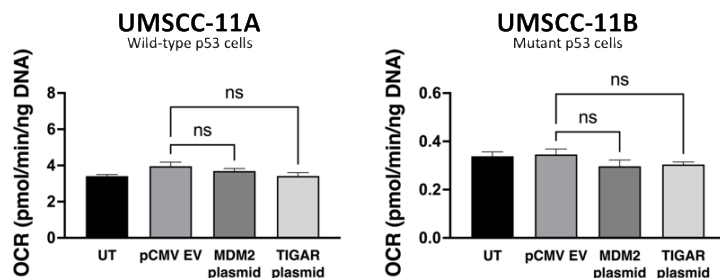 UMSCC-11A
Wild-type p53 cells
OCR (pmol/min/ng DNA)
8
6
4
2
0
ns
ns
UT
pCMV EV
MDM2
plasmid
TIGAR
plasmid
UMSCC-11B
Mutant p53 cells
OCR (pmol/min/ng DNA)
0.6
0.4
0.2
0.0
ns
ns
UT
pCMV EV
MDM2
plasmid
TIGAR
plasmid